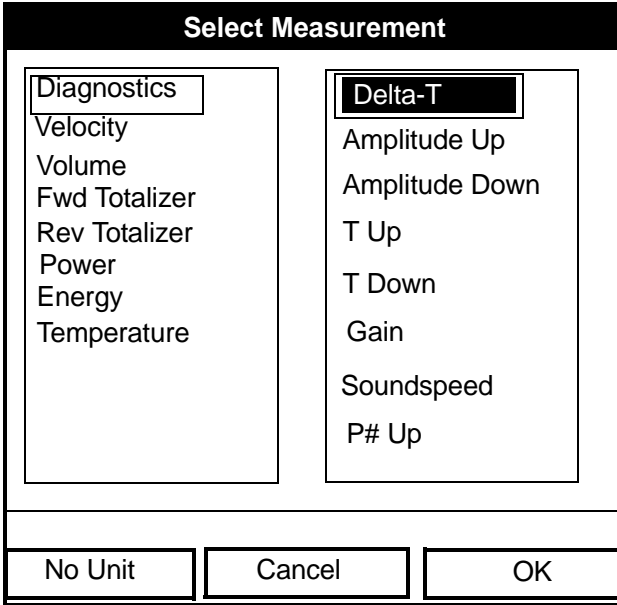 Select Measurement
Diagnostics
Velocity
Volume
Fwd Totalizer
Rev Totalizer
Power
Energy
Temperature
Delta-T
Amplitude Up
Amplitude Down
T Up
T Down
Gain
Soundspeed
P# Up
No Unit
Cancel
OK